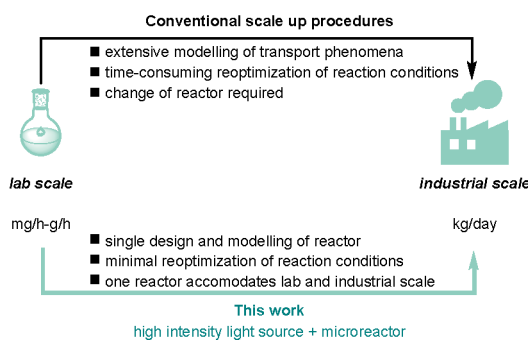 Conventional scale up procedures
■ extensive modelling of transport phenomena
■ time-consuming reoptimization of reaction conditions
■ change of reactor required
lab scale
industrial scale
mg/h-g/h
kg/day
■ single design and modelling of reactor
■ minimal reoptimization of reaction conditions
■ one reactor accomodates lab and industrial scale
This work
high intensity light source + microreactor